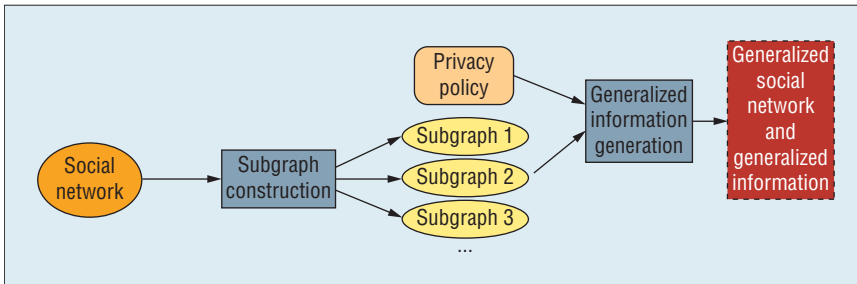 Social
network
Subgraph
construction
Privacy
policy
Subgraph 1
Subgraph 2
Subgraph 3
...
Generalized
information
generation
Generalized
social
network
and
generalized
information